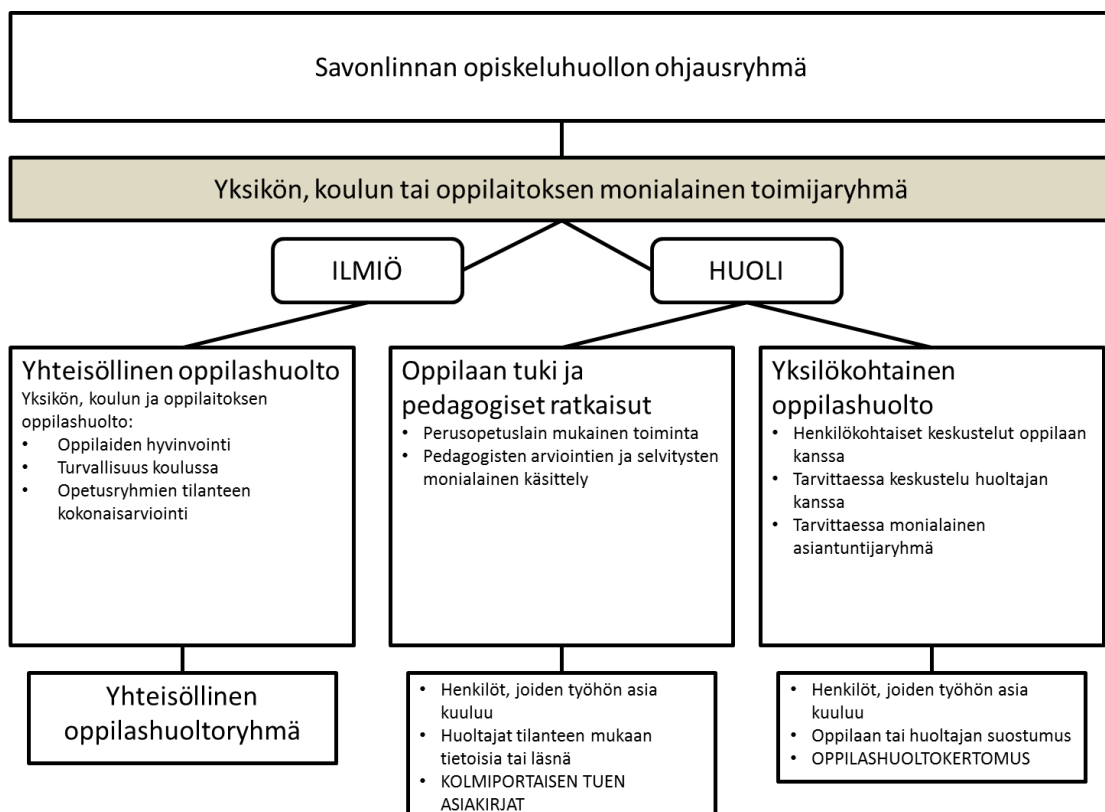 Savonlinnan opiskeluhuollon ohjausryhmä
Yksikön, koulun tai oppilaitoksen monialainen toimijaryhmä
ILMIÖ
HUOLI
Yhteisöllinen oppilashuolto
Yksikön, koulun ja oppilaitoksen
oppilashuolto:
• Oppilaiden hyvinvointi
• Turvallisuus koulussa
• Opetusryhmien tilanteen
kokonaisarviointi
Oppilaan tuki ja
pedagogiset ratkaisut
• Perusopetuslain mukainen toiminta
• Pedagogisten arviointien ja selvitysten
monialainen käsittely
Yksilökohtainen
oppilashuolto
• Henkilökohtaiset keskustelut oppilaan
kanssa
• Tarvittaessa keskustelu huoltajan
kanssa
• Tarvittaessa monialainen
asiantuntijaryhmä
Yhteisöllinen
oppilashuoltoryhmä
• Henkilöt, joiden työhön asia
kuuluu
• Huoltajat tilanteen mukaan
tietoisia tai läsnä
• KOLMIPORTAISEN TUEN
ASIAKIRJAT
• Henkilöt, joiden työhön asia
kuuluu
• Oppilaan tai huoltajan suostumus
• OPPILASHUOLTOKERTOMUS